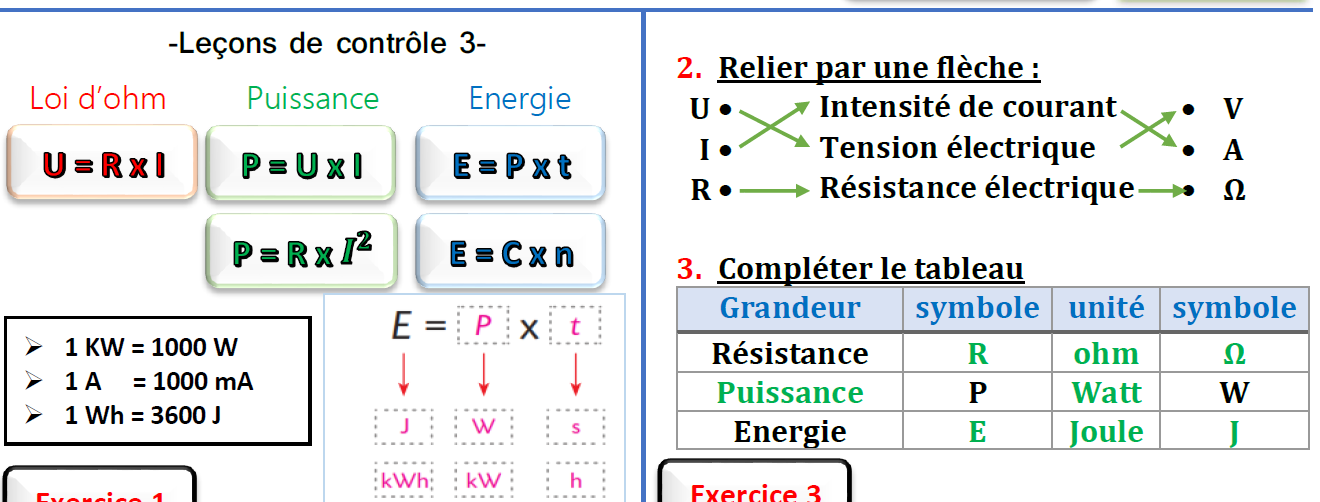 -Leçons de contrôle 3-
Loi d'ohm Puissance Energie
U = R x I P = U x I E = P x t
P = R x I² E = C x n
➢ 1 KW = 1000 W
➢ 1 A = 1000 mA
➢ 1 Wh = 3600 J
E = P x t
J W s
kWh kW h
Exercice 1
2. Relier par une flèche :
U • Intensité de courant • V
I • Tension électrique • A
R • Résistance électrique • Ω
3. Compléter le tableau
Grandeur symbole unité symbole
Résistance R ohm Ω
Puissance P Watt W
Energie E Joule J
Exercice 3